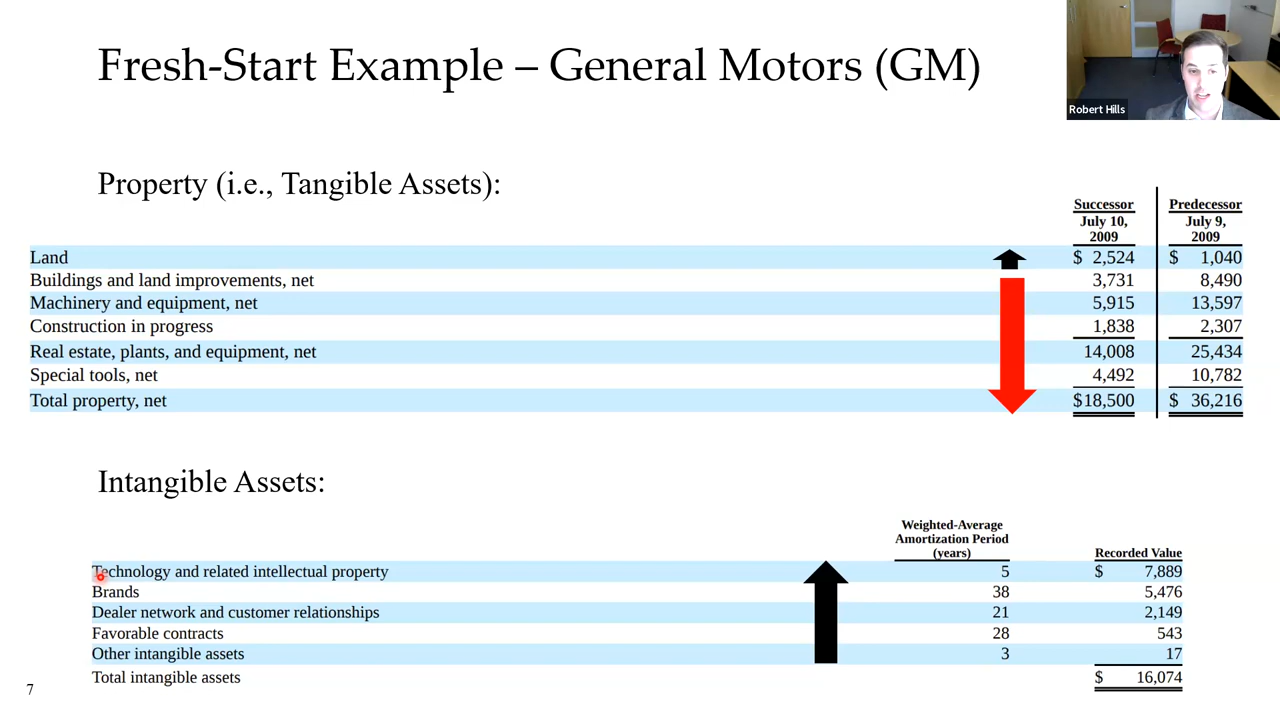 Fresh-Start Example – General Motors (GM)
Robert Hills
Property (i.e., Tangible Assets):
Successor Predecessor
July 10, July 9,
2009 2009
Land $ 2,524 $ 1,040
Buildings and land improvements, net 3,731 8,490
Machinery and equipment, net 5,915 13,597
Construction in progress 1,838 2,307
Real estate, plants, and equipment, net 14,008 25,434
Special tools, net 4,492 10,782
Total property, net $18,500 $ 36,216
Intangible Assets:
Weighted-Average
Amortization Period
(years) Recorded Value
Technology and related intellectual property 5 $ 7,889
Brands 38 5,476
Dealer network and customer relationships 21 2,149
Favorable contracts 28 543
Other intangible assets 3 17
Total intangible assets $ 16,074
7